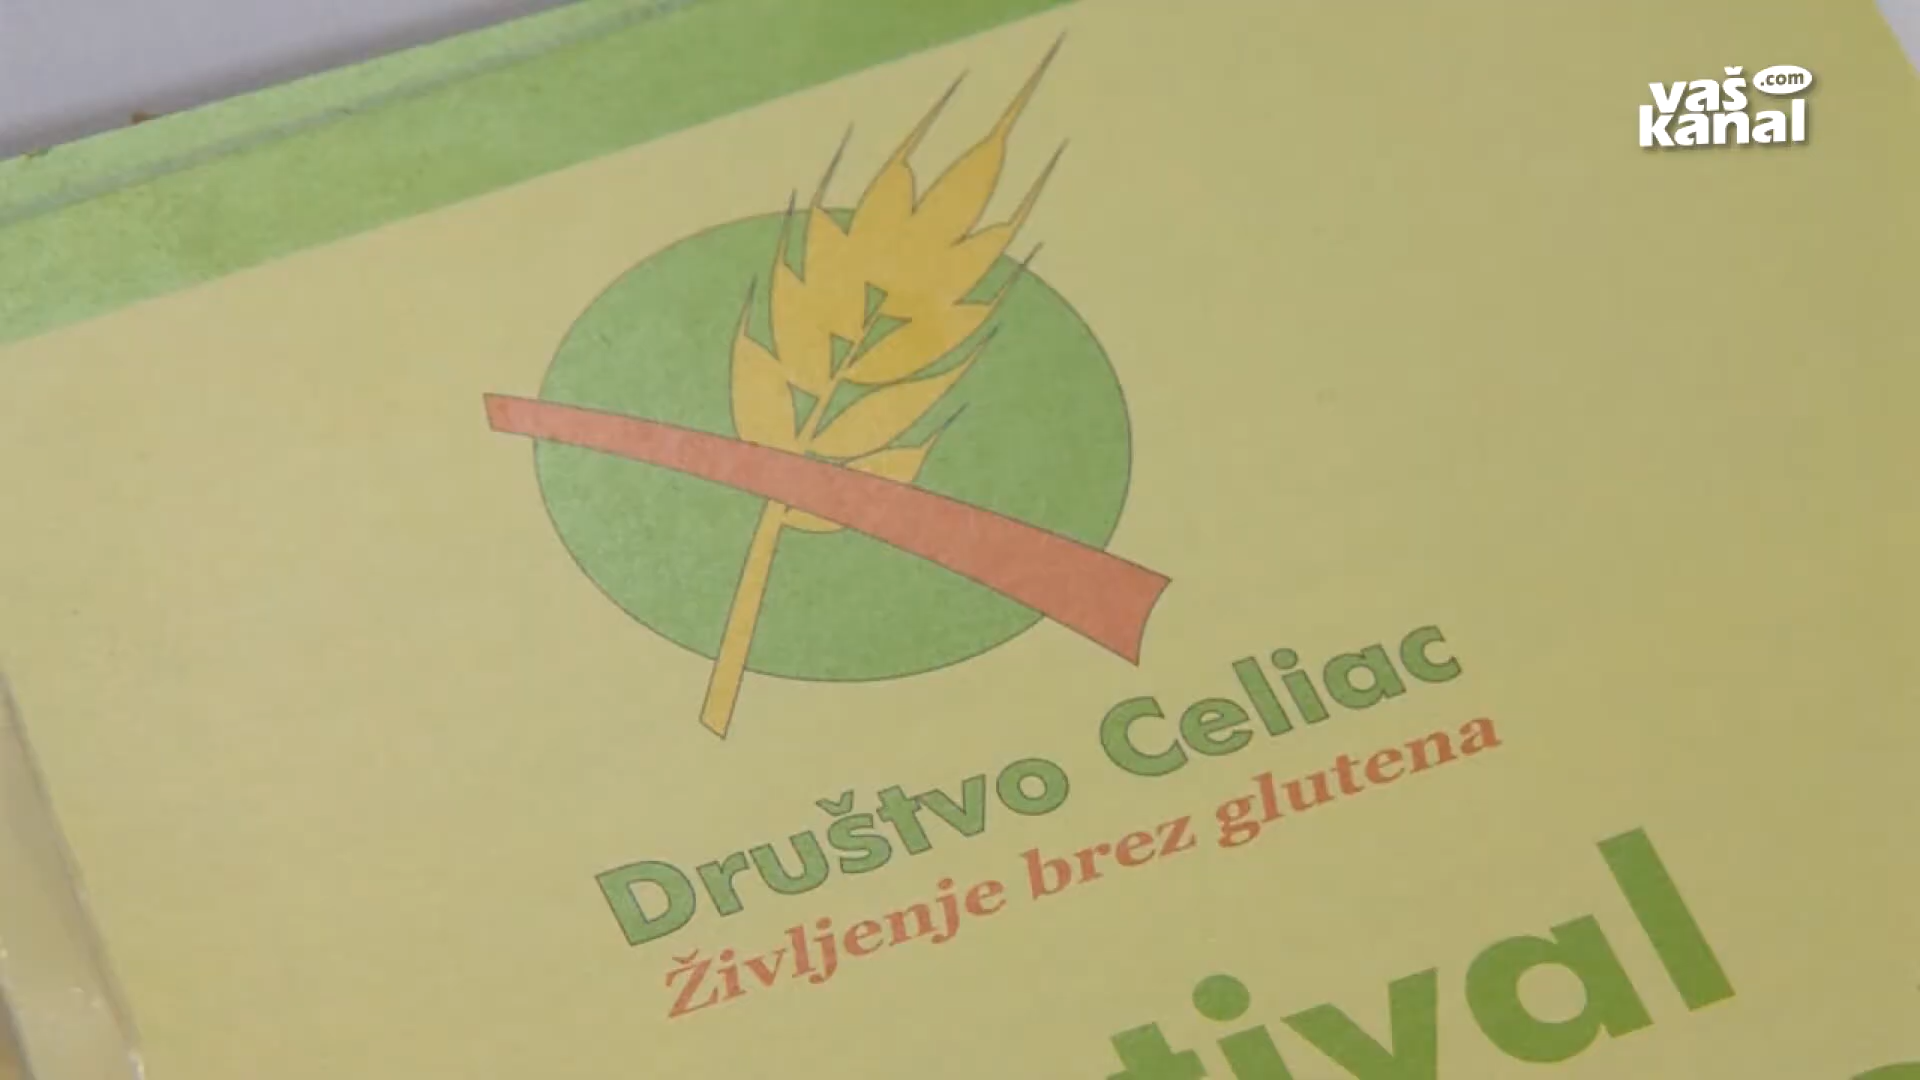 vaš .com
kanal
Društvo Celiac
Življenje brez glutena
tival